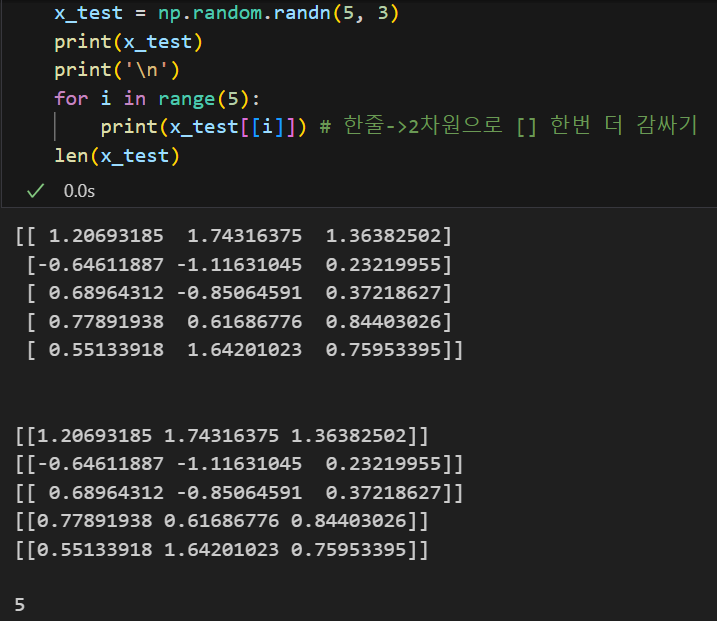 x_test = np.random.randn(5, 3)
print(x_test)
print('\n')
for i in range(5):
    print(x_test[[i]]) # 한줄->2차원으로 [] 한번 더 감싸기
len(x_test)
✓ 0.0s
[[ 1.20693185  1.74316375  1.36382502]
 [-0.64611887 -1.11631045  0.23219955]
 [ 0.68964312 -0.85064591  0.37218627]
 [ 0.77891938  0.61686776  0.84403026]
 [ 0.55133918  1.64201023  0.75953395]]
[[1.20693185 1.74316375 1.36382502]]
[[-0.64611887 -1.11631045  0.23219955]]
[[ 0.68964312 -0.85064591  0.37218627]]
[[0.77891938 0.61686776 0.84403026]]
[[0.55133918 1.64201023 0.75953395]]
5